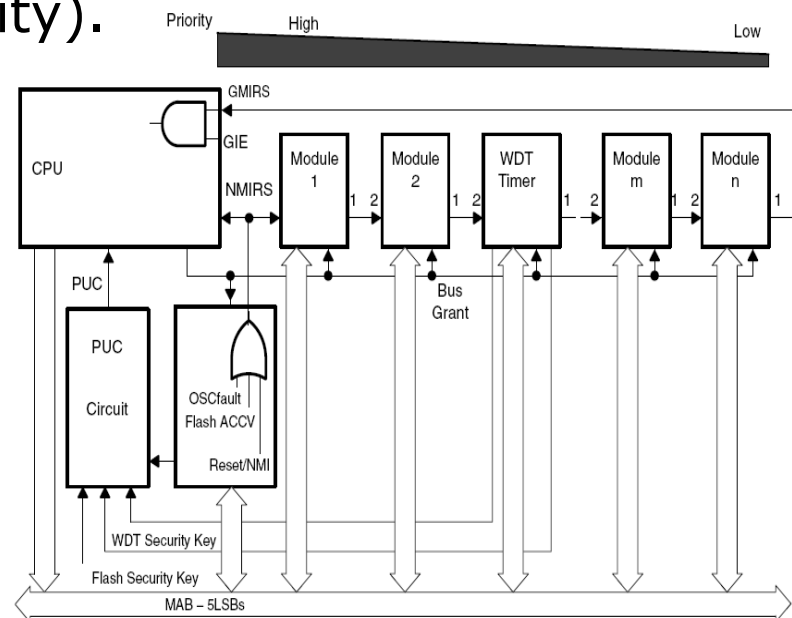 ity).
Priority
High
Low
GMIRS
GIE
CPU
NMIRS
Module
1
Module
2
WDT
Timer
Module
m
Module
n
1 2
1 2
1 2
1 2
1
PUC
Bus
Grant
PUC
Circuit
OSCfault
Flash ACCV
Reset/NMI
WDT Security Key
Flash Security Key
MAB – 5LSBs